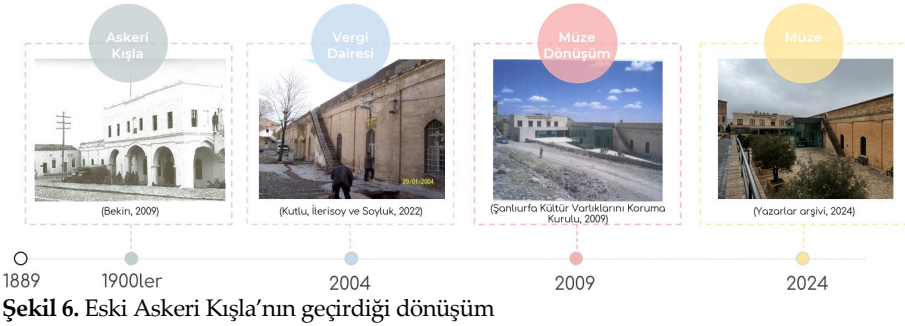 Askeri
Kışla
Vergi
Dairesi
Müze
Dönüşüm
Müze
29/01/2004
(Bekin, 2009)
(Kutlu, İlerisoy ve Soyluk, 2022)
(Şanlıurfa Kültür Varlıklarını Koruma
Kurulu, 2009)
(Yazarlar arşivi, 2024)
1889
1900ler
2004
2009
2024
Şekil 6. Eski Askeri Kışla’nın geçirdiği dönüşüm